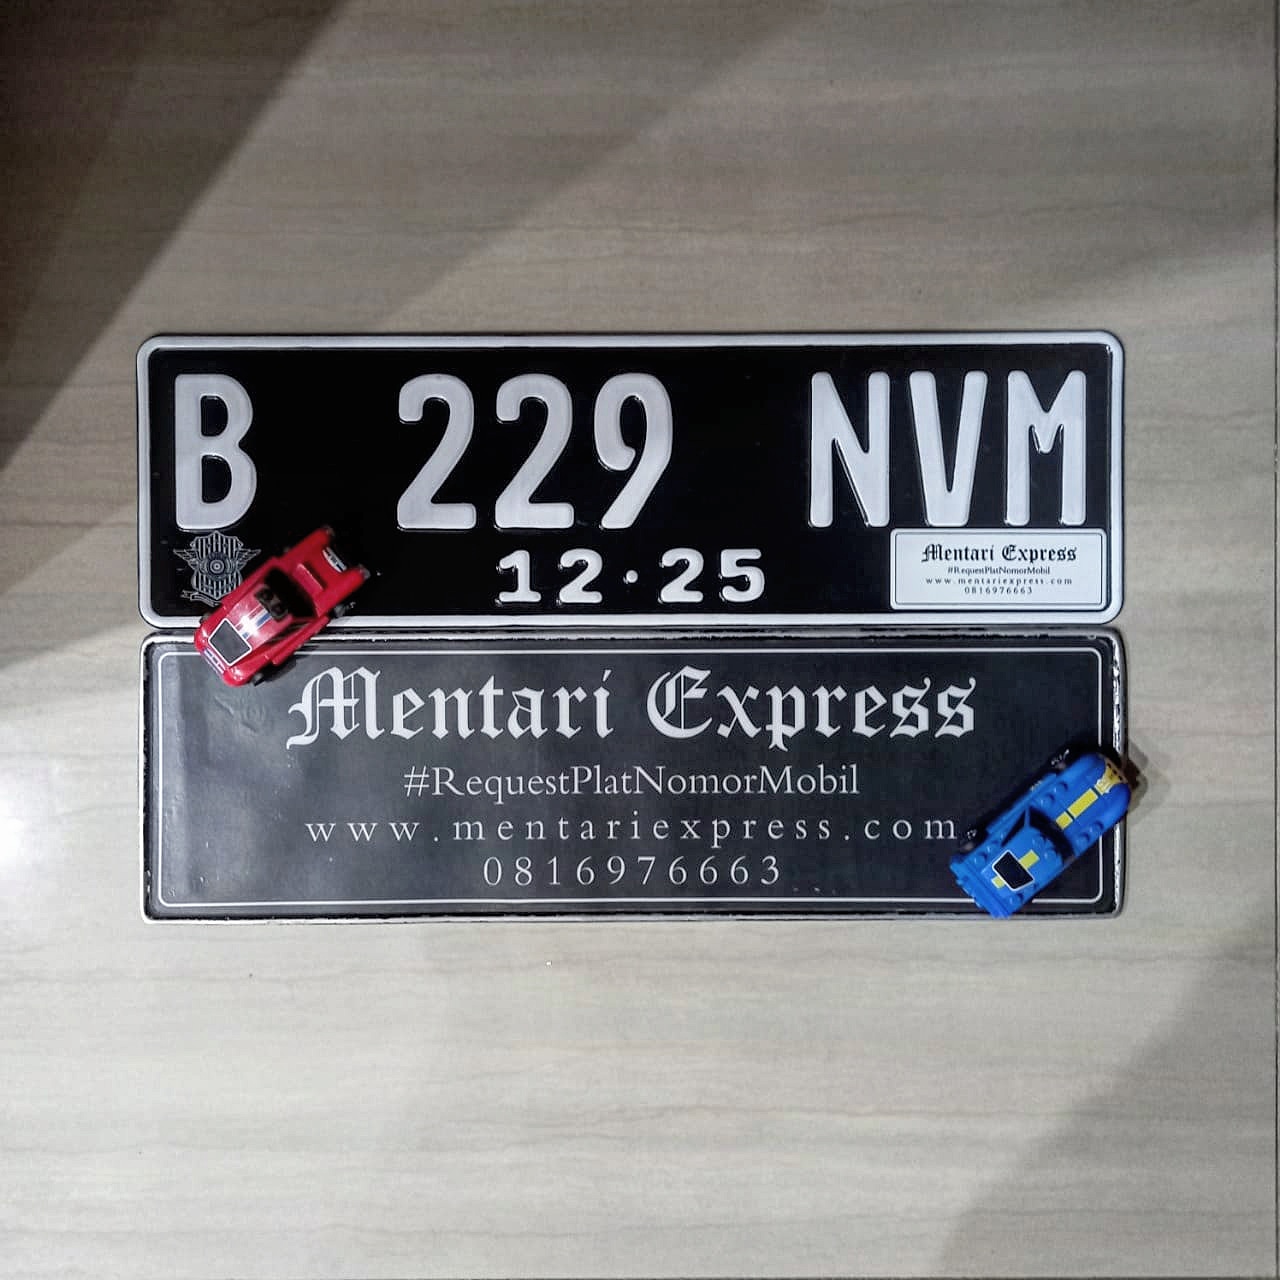 B 229 NVM
12·25
Mentari Express
#RequestPlatNomorMobil
www.mentariexpress.com
0816976663
Mentari Express
#RequestPlatNomorMobil
www.mentariexpress.com
0816976663